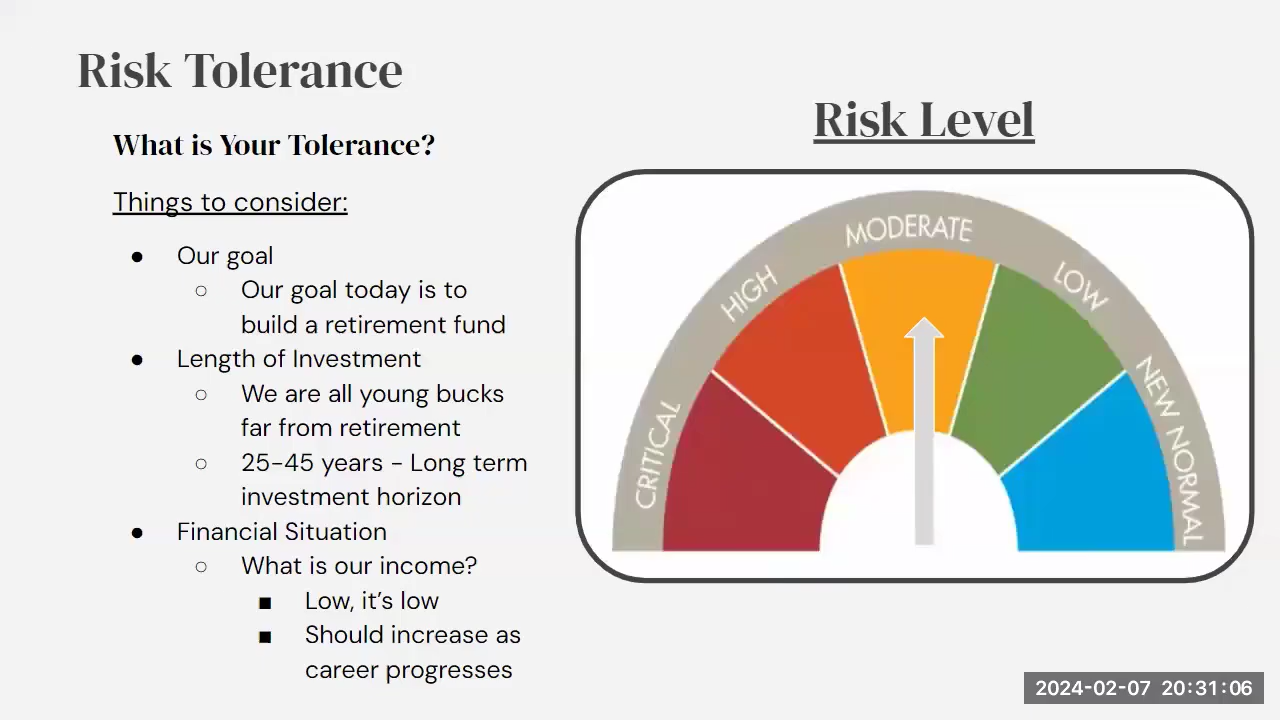 Risk Tolerance
What is Your Tolerance?
Things to consider:
● Our goal
○ Our goal today is to
build a retirement fund
● Length of Investment
○ We are all young bucks
far from retirement
○ 25-45 years - Long term
investment horizon
● Financial Situation
○ What is our income?
■ Low, it's low
■ Should increase as
career progresses
Risk Level
CRITICAL
HIGH
MODERATE
LOW
NEW NORMAL
2024-02-07 20:31:06